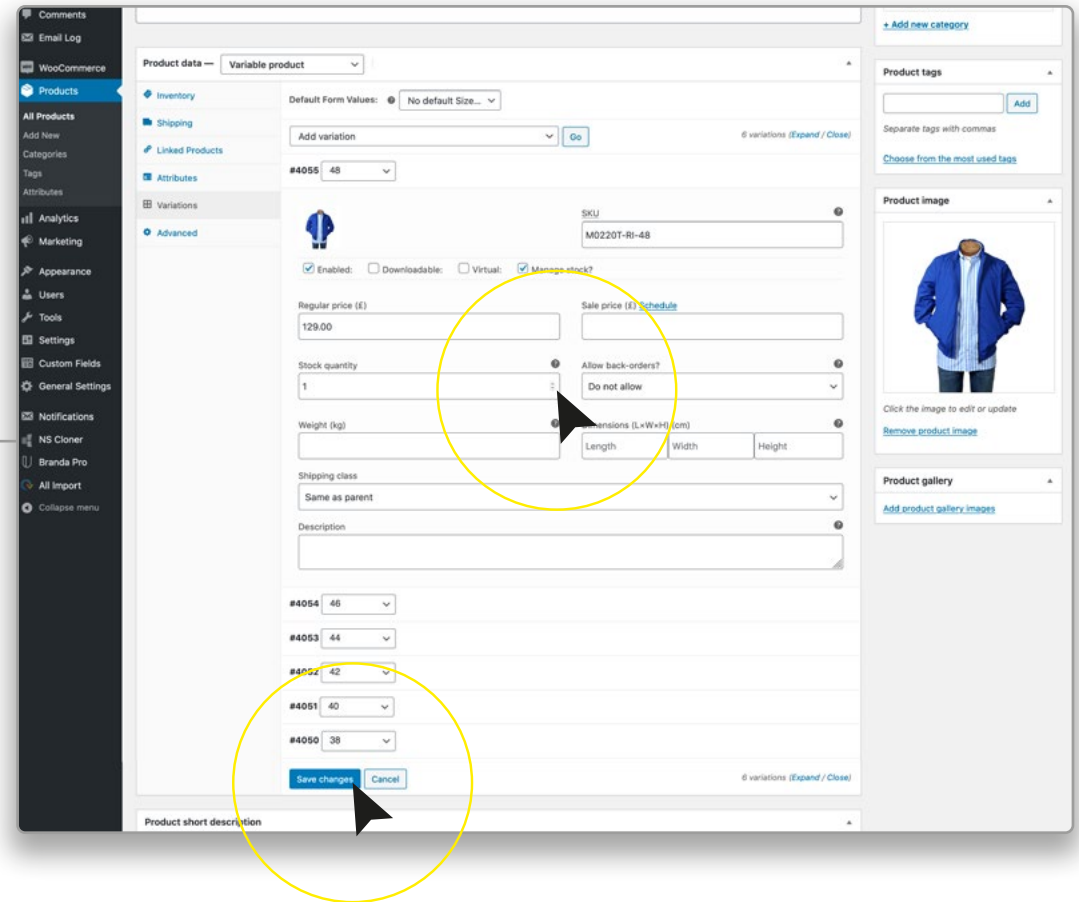 Comments
Email Log
WooCommerce
Products
All Products
Add New
Categories
Tags
Attributes
Analytics
Marketing
Appearance
Users
Tools
Settings
Custom Fields
General Settings
Notifications
NS Cloner
Branda Pro
All Import
Collapse menu
Product data — Variable product
Inventory
Shipping
Linked Products
Attributes
Variations
Advanced
Default Form Values: No default Size...
Add variation Go 6 variations (Expand / Close)
#4055 48
SKU
M0220T-RI-48
Enabled: Downloadable: Virtual: Manage stock?
Regular price (£) Sale price (£) Schedule
129.00
Stock quantity Allow back-orders?
1 Do not allow
Weight (kg) Dimensions (L×W×H) (cm)
Length Width Height
Shipping class
Same as parent
Description
#4054 46
#4053 44
#4052 42
#4051 40
#4050 38
Save changes Cancel 6 variations (Expand / Close)
Product short description
+ Add new category
Product tags
Add
Separate tags with commas
Choose from the most used tags
Product image
Click the image to edit or update
Remove product image
Product gallery
Add product gallery images